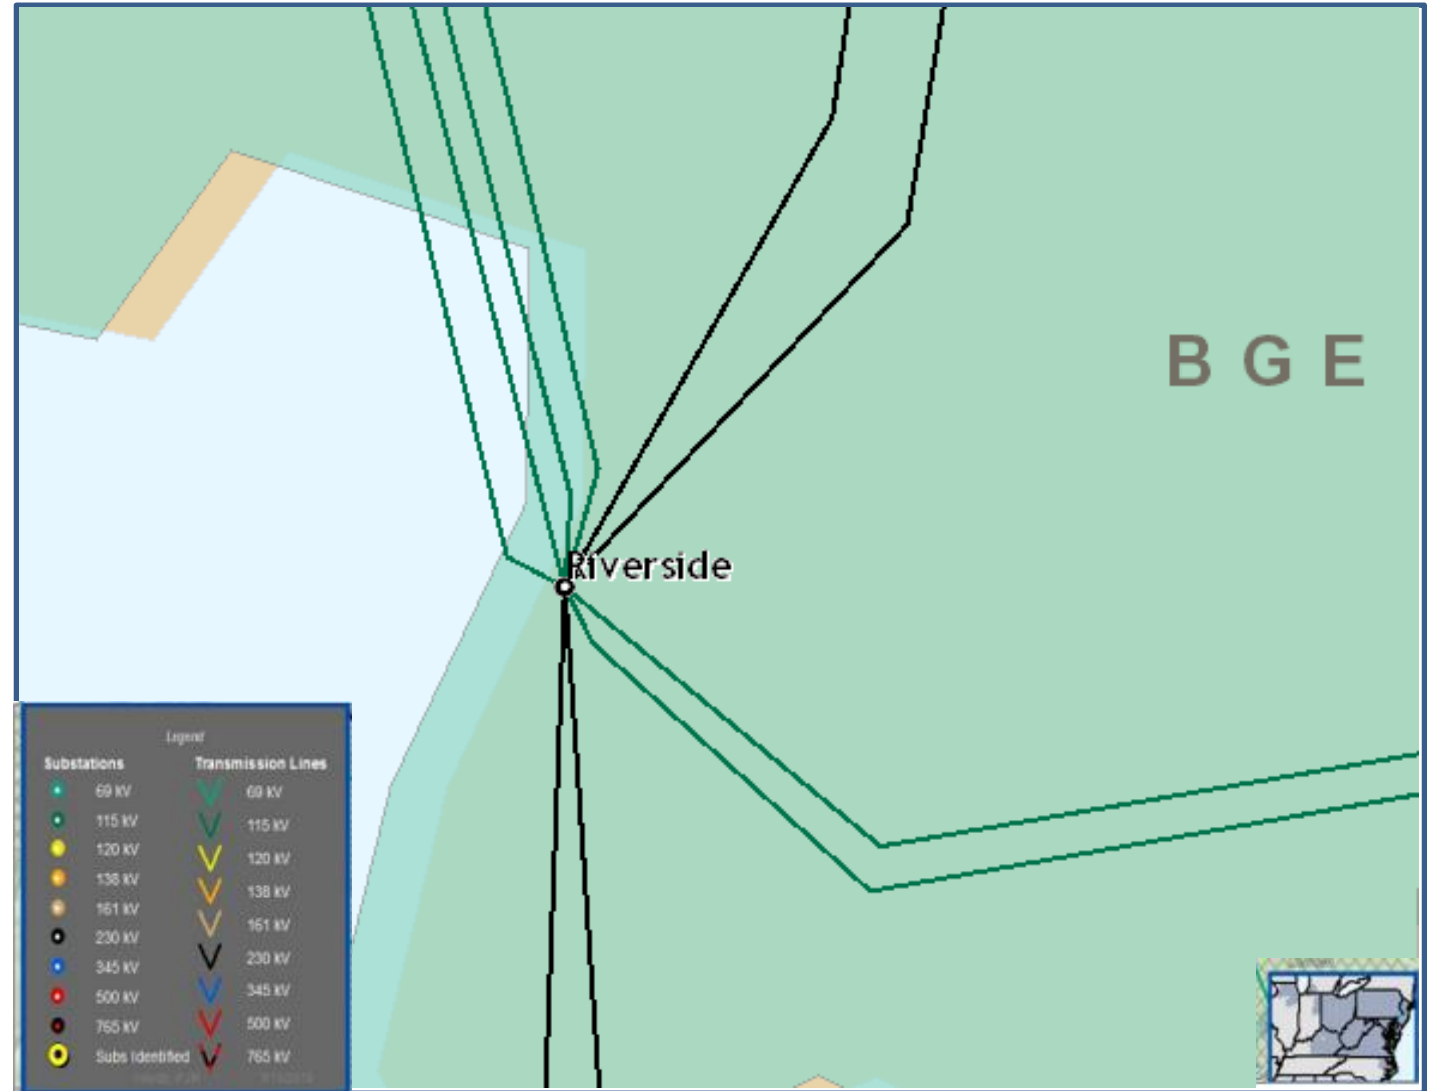 B G E
Riverside
Legend
Substations Transmission Lines
69 kV 69 kV
115 kV 115 kV
120 kV 120 kV
138 kV 138 kV
161 kV 161 kV
230 kV 230 kV
345 kV 345 kV
500 kV 500 kV
765 kV 765 kV
Subs Identified